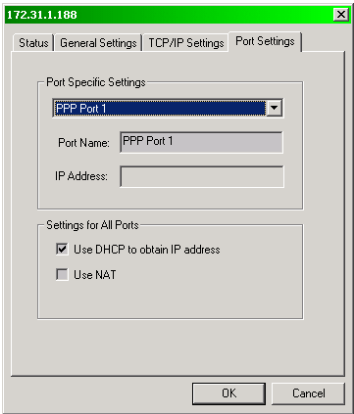 172.31.1.188
Status General Settings TCP/IP Settings Port Settings
Port Specific Settings
PPP Port 1
Port Name: PPP Port 1
IP Address:
Settings for All Ports
Use DHCP to obtain IP address
Use NAT
OK Cancel